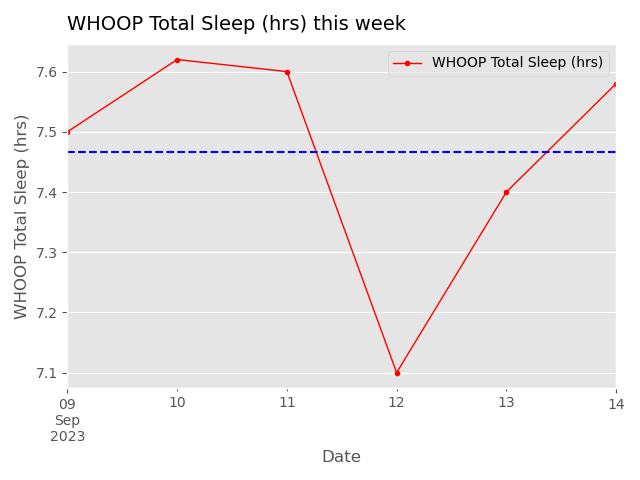 WHOOP Total Sleep (hrs) this week
WHOOP Total Sleep (hrs)
WHOOP Total Sleep (hrs)
7.6
7.5
7.4
7.3
7.2
7.1
09 10 11 12 13 14
Sep
2023
Date